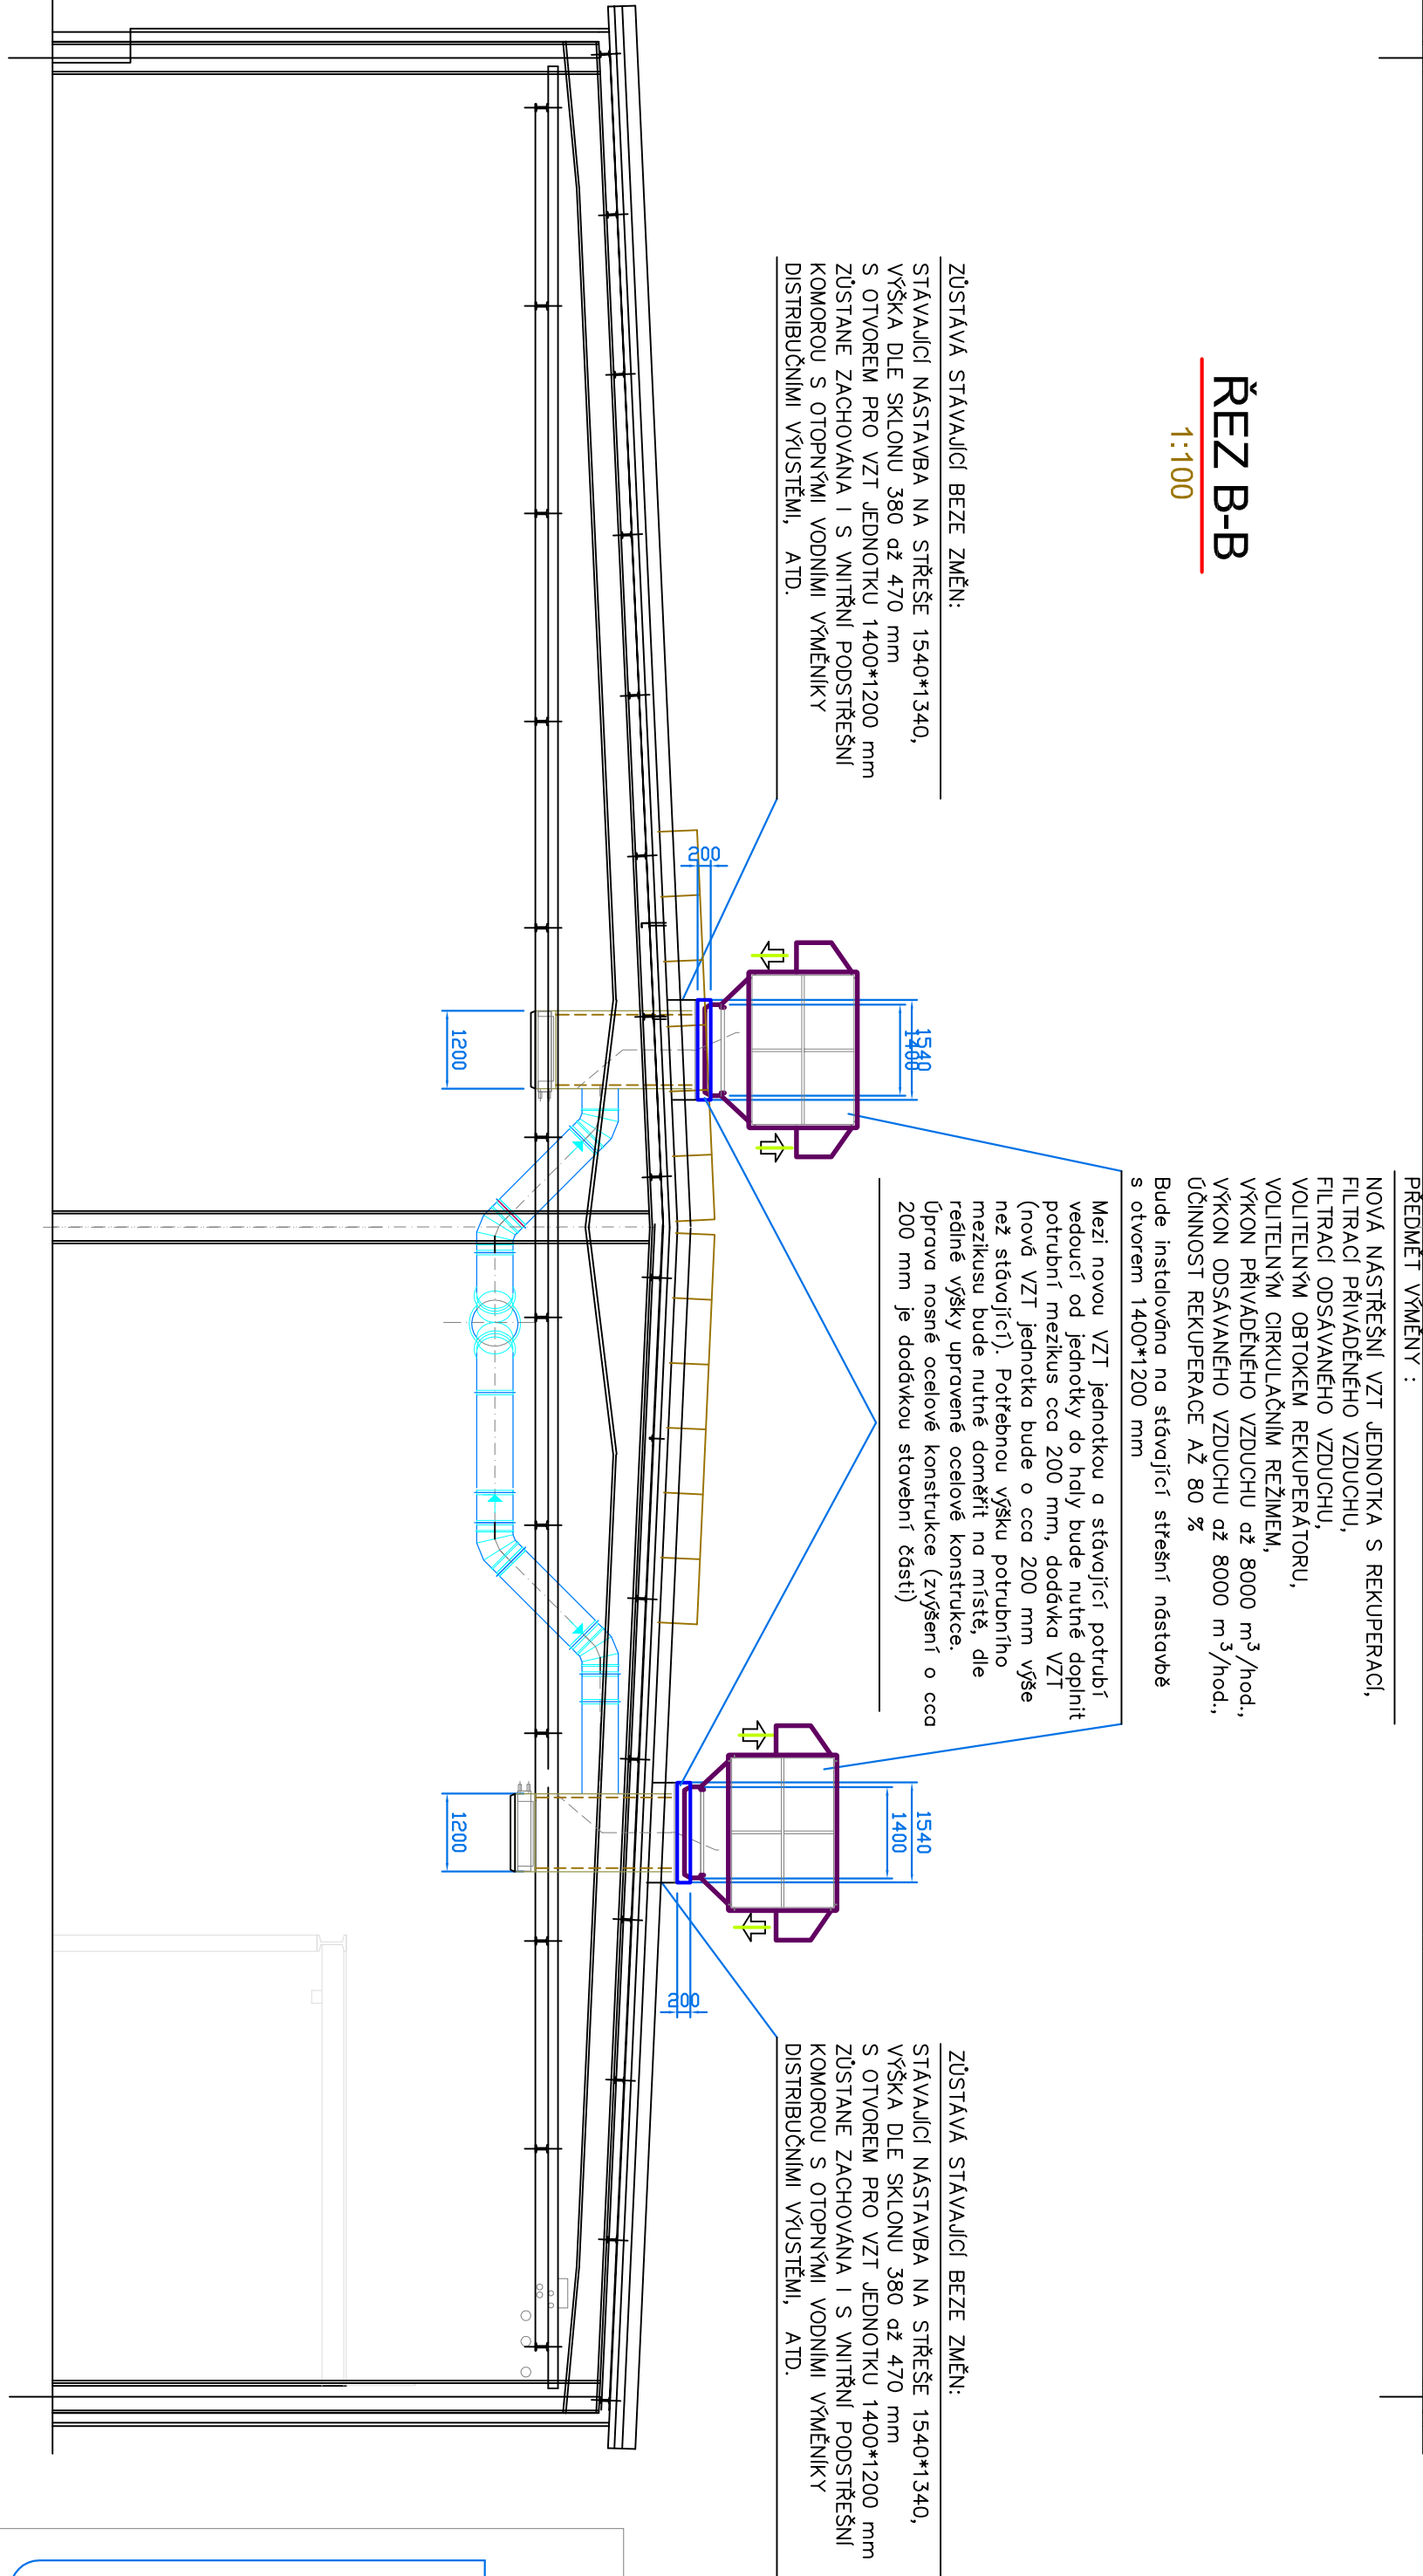 ŘEZ B-B
1:100
PŘEDMĚT VÝMĚNY :
NOVÁ NÁSTŘEŠNÍ VZT JEDNOTKA S REKUPERACÍ,
FILTRACÍ PŘIVÁDĚNÉHO VZDUCHU,
FILTRACÍ ODSÁVANÉHO VZDUCHU,
VOLITELNÝM OBTOKEM REKUPERÁTORU,
VOLITELNÝM CIRKULAČNÍM REŽIMEM,
VÝKON PŘIVÁDĚNÉHO VZDUCHU až 8000 m³/hod.,
VÝKON ODSÁVANÉHO VZDUCHU až 8000 m³/hod.,
ÚČINNOST REKUPERACE AŽ 80 %
Bude instalována na stávající střešní nástavbě
s otvorem 1400*1200 mm
Mezi novou VZT jednotkou a stávající potrubí
vedoucí od jednotky do haly bude nutné doplnit
potrubní mezikus cca 200 mm, dodávka VZT
(nová VZT jednotka bude o cca 200 mm výše
než stávající). Potřebnou výšku potrubního
mezikusu bude nutné doměřit na místě, dle
reálné výšky upravené ocelové konstrukce.
Úprava nosné ocelové konstrukce (zvýšení o cca
200 mm je dodávkou stavební části)
ZŮSTÁVÁ STÁVAJÍCÍ BEZE ZMĚN:
STÁVAJÍCÍ NÁSTAVBA NA STŘEŠE 1540*1340,
VÝŠKA DLE SKLONU 380 až 470 mm
S OTVOREM PRO VZT JEDNOTKU 1400*1200 mm
ZŮSTANE ZACHOVÁNA I S VNITŘNÍ PODSTŘEŠNÍ
KOMOROU S OTOPNÝMI VODNÍMI VÝMĚNÍKY
DISTRIBUČNÍMI VÝUSTĚMI, ATD.
ZŮSTÁVÁ STÁVAJÍCÍ BEZE ZMĚN:
STÁVAJÍCÍ NÁSTAVBA NA STŘEŠE 1540*1340,
VÝŠKA DLE SKLONU 380 až 470 mm
S OTVOREM PRO VZT JEDNOTKU 1400*1200 mm
ZŮSTANE ZACHOVÁNA I S VNITŘNÍ PODSTŘEŠNÍ
KOMOROU S OTOPNÝMI VODNÍMI VÝMĚNÍKY
DISTRIBUČNÍMI VÝUSTĚMI, ATD.
1540
1400
200
1200
1540
1400
200
1200